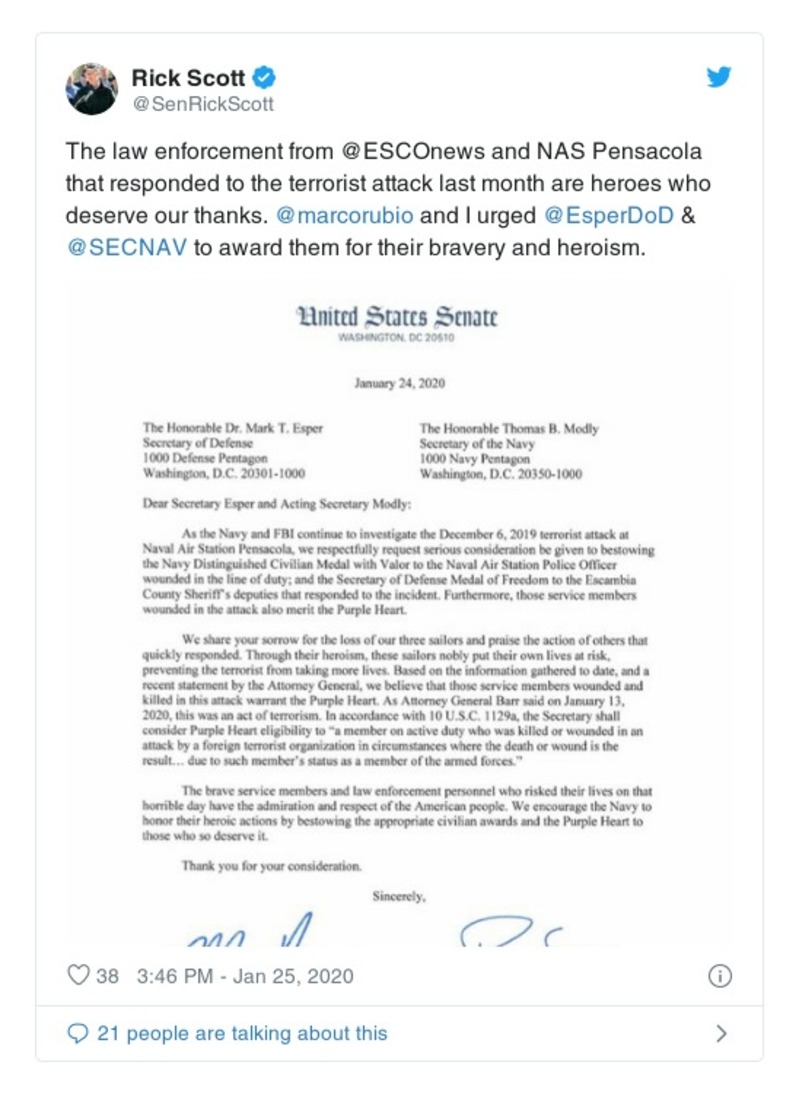 Rick Scott
@SenRickScott
The law enforcement from @ESCOnews and NAS Pensacola
that responded to the terrorist attack last month are heroes who
deserve our thanks. @marcorubio and I urged @EsperDoD &
@SECNAV to award them for their bravery and heroism.
United States Senate
WASHINGTON, DC 20510
January 24, 2020
The Honorable Dr. Mark T. Esper
Secretary of Defense
1000 Defense Pentagon
Washington, D.C. 20301-1000
The Honorable Thomas B. Modly
Secretary of the Navy
1000 Navy Pentagon
Washington, D.C. 20350-1000
Dear Secretary Esper and Acting Secretary Modly:
As the Navy and FBI continue to investigate the December 6, 2019 terrorist attack at
Naval Air Station Pensacola, we respectfully request serious consideration be given to bestowing
the Navy Distinguished Civilian Medal with Valor to the Naval Air Station Police Officer
wounded in the line of duty; and the Secretary of Defense Medal of Freedom to the Escambia
County Sheriff's deputies that responded to the incident. Furthermore, those service members
wounded in the attack also merit the Purple Heart.
We share your sorrow for the loss of our three sailors and praise the action of others that
quickly responded. Through their heroism, these sailors nobly put their own lives at risk,
preventing the terrorist from taking more lives. Based on the information gathered to date, and a
recent statement by the Attorney General, we believe that those service members wounded and
killed in this attack warrant the Purple Heart. As Attorney General Barr said on January 13,
2020, this was an act of terrorism. In accordance with 10 U.S.C. 1129a, the Secretary shall
consider Purple Heart eligibility to "a member on active duty who was killed or wounded in an
attack by a foreign terrorist organization in circumstances where the death or wound is the
result... due to such member's status as a member of the armed forces."
The brave service members and law enforcement personnel who risked their lives on that
horrible day have the admiration and respect of the American people. We encourage the Navy to
honor their heroic actions by bestowing the appropriate civilian awards and the Purple Heart to
those who so deserve it.
Thank you for your consideration.
Sincerely,
38 3:46 PM - Jan 25, 2020
21 people are talking about this